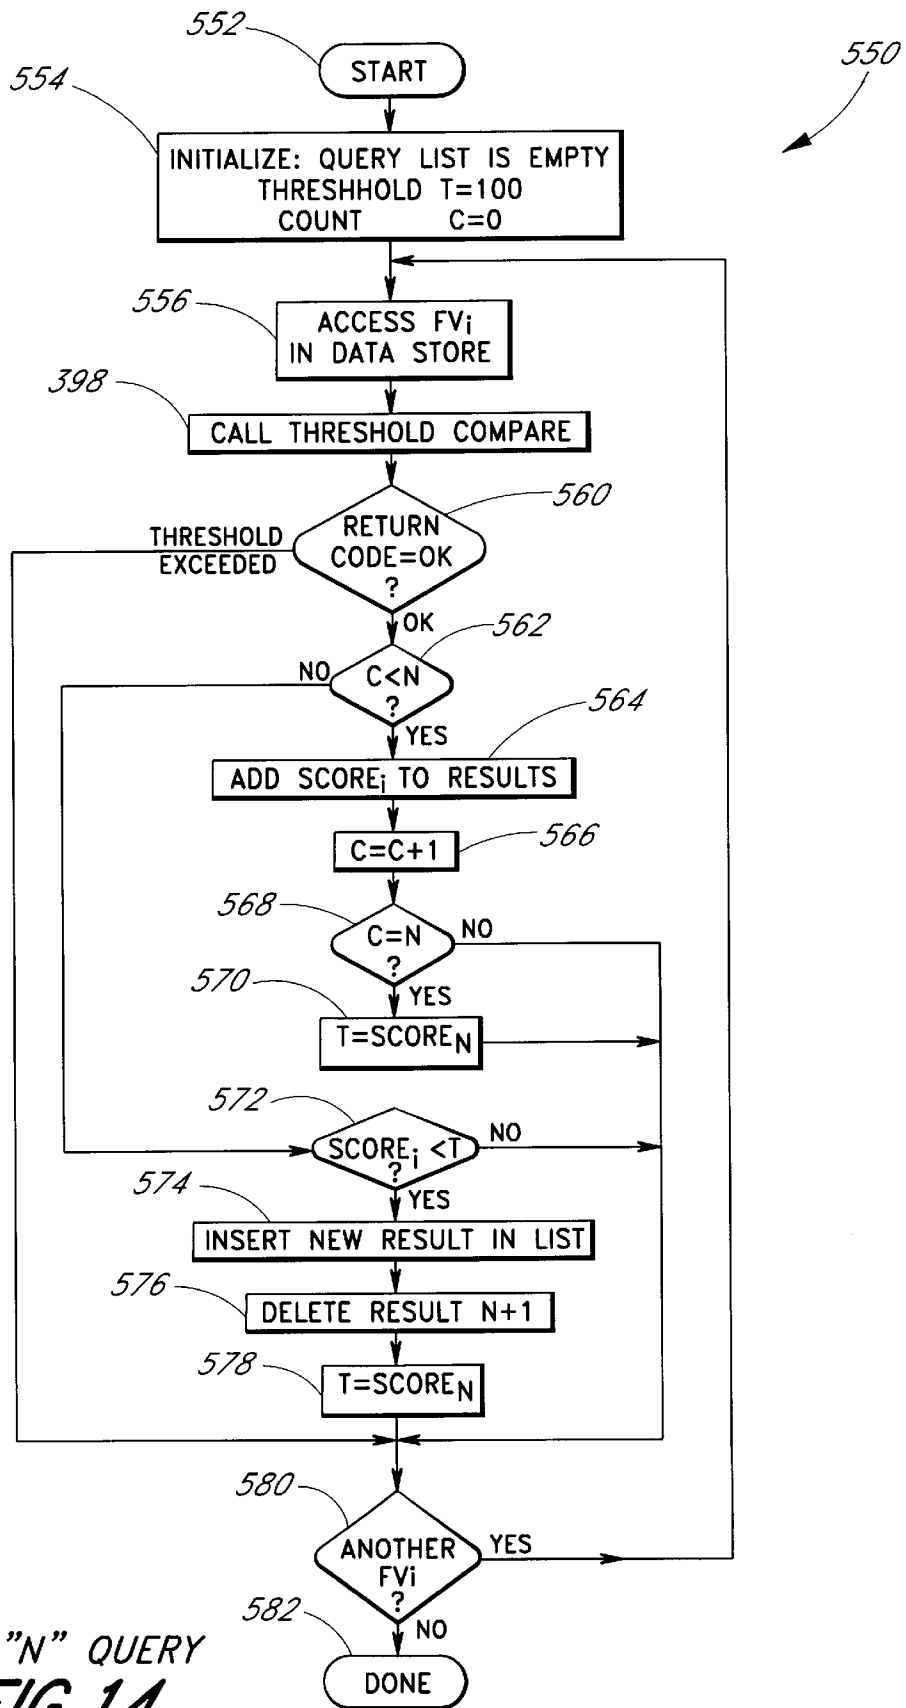 552
START
550
554
INITIALIZE: QUERY LIST IS EMPTY
THRESHHOLD T=100
COUNT C=0
556
ACCESS FVi
IN DATA STORE
398
CALL THRESHOLD COMPARE
560
RETURN
CODE=OK
?
THRESHOLD
EXCEEDED
OK
562
NO
C<N
?
YES
564
ADD SCOREi TO RESULTS
C=C+1
566
568
C=N
?
NO
YES
570
T=SCOREN
572
SCOREi <T
?
NO
YES
574
INSERT NEW RESULT IN LIST
576
DELETE RESULT N+1
578
T=SCOREN
580
ANOTHER
FVi
?
YES
NO
582
DONE
"N" QUERY
FIG. 14